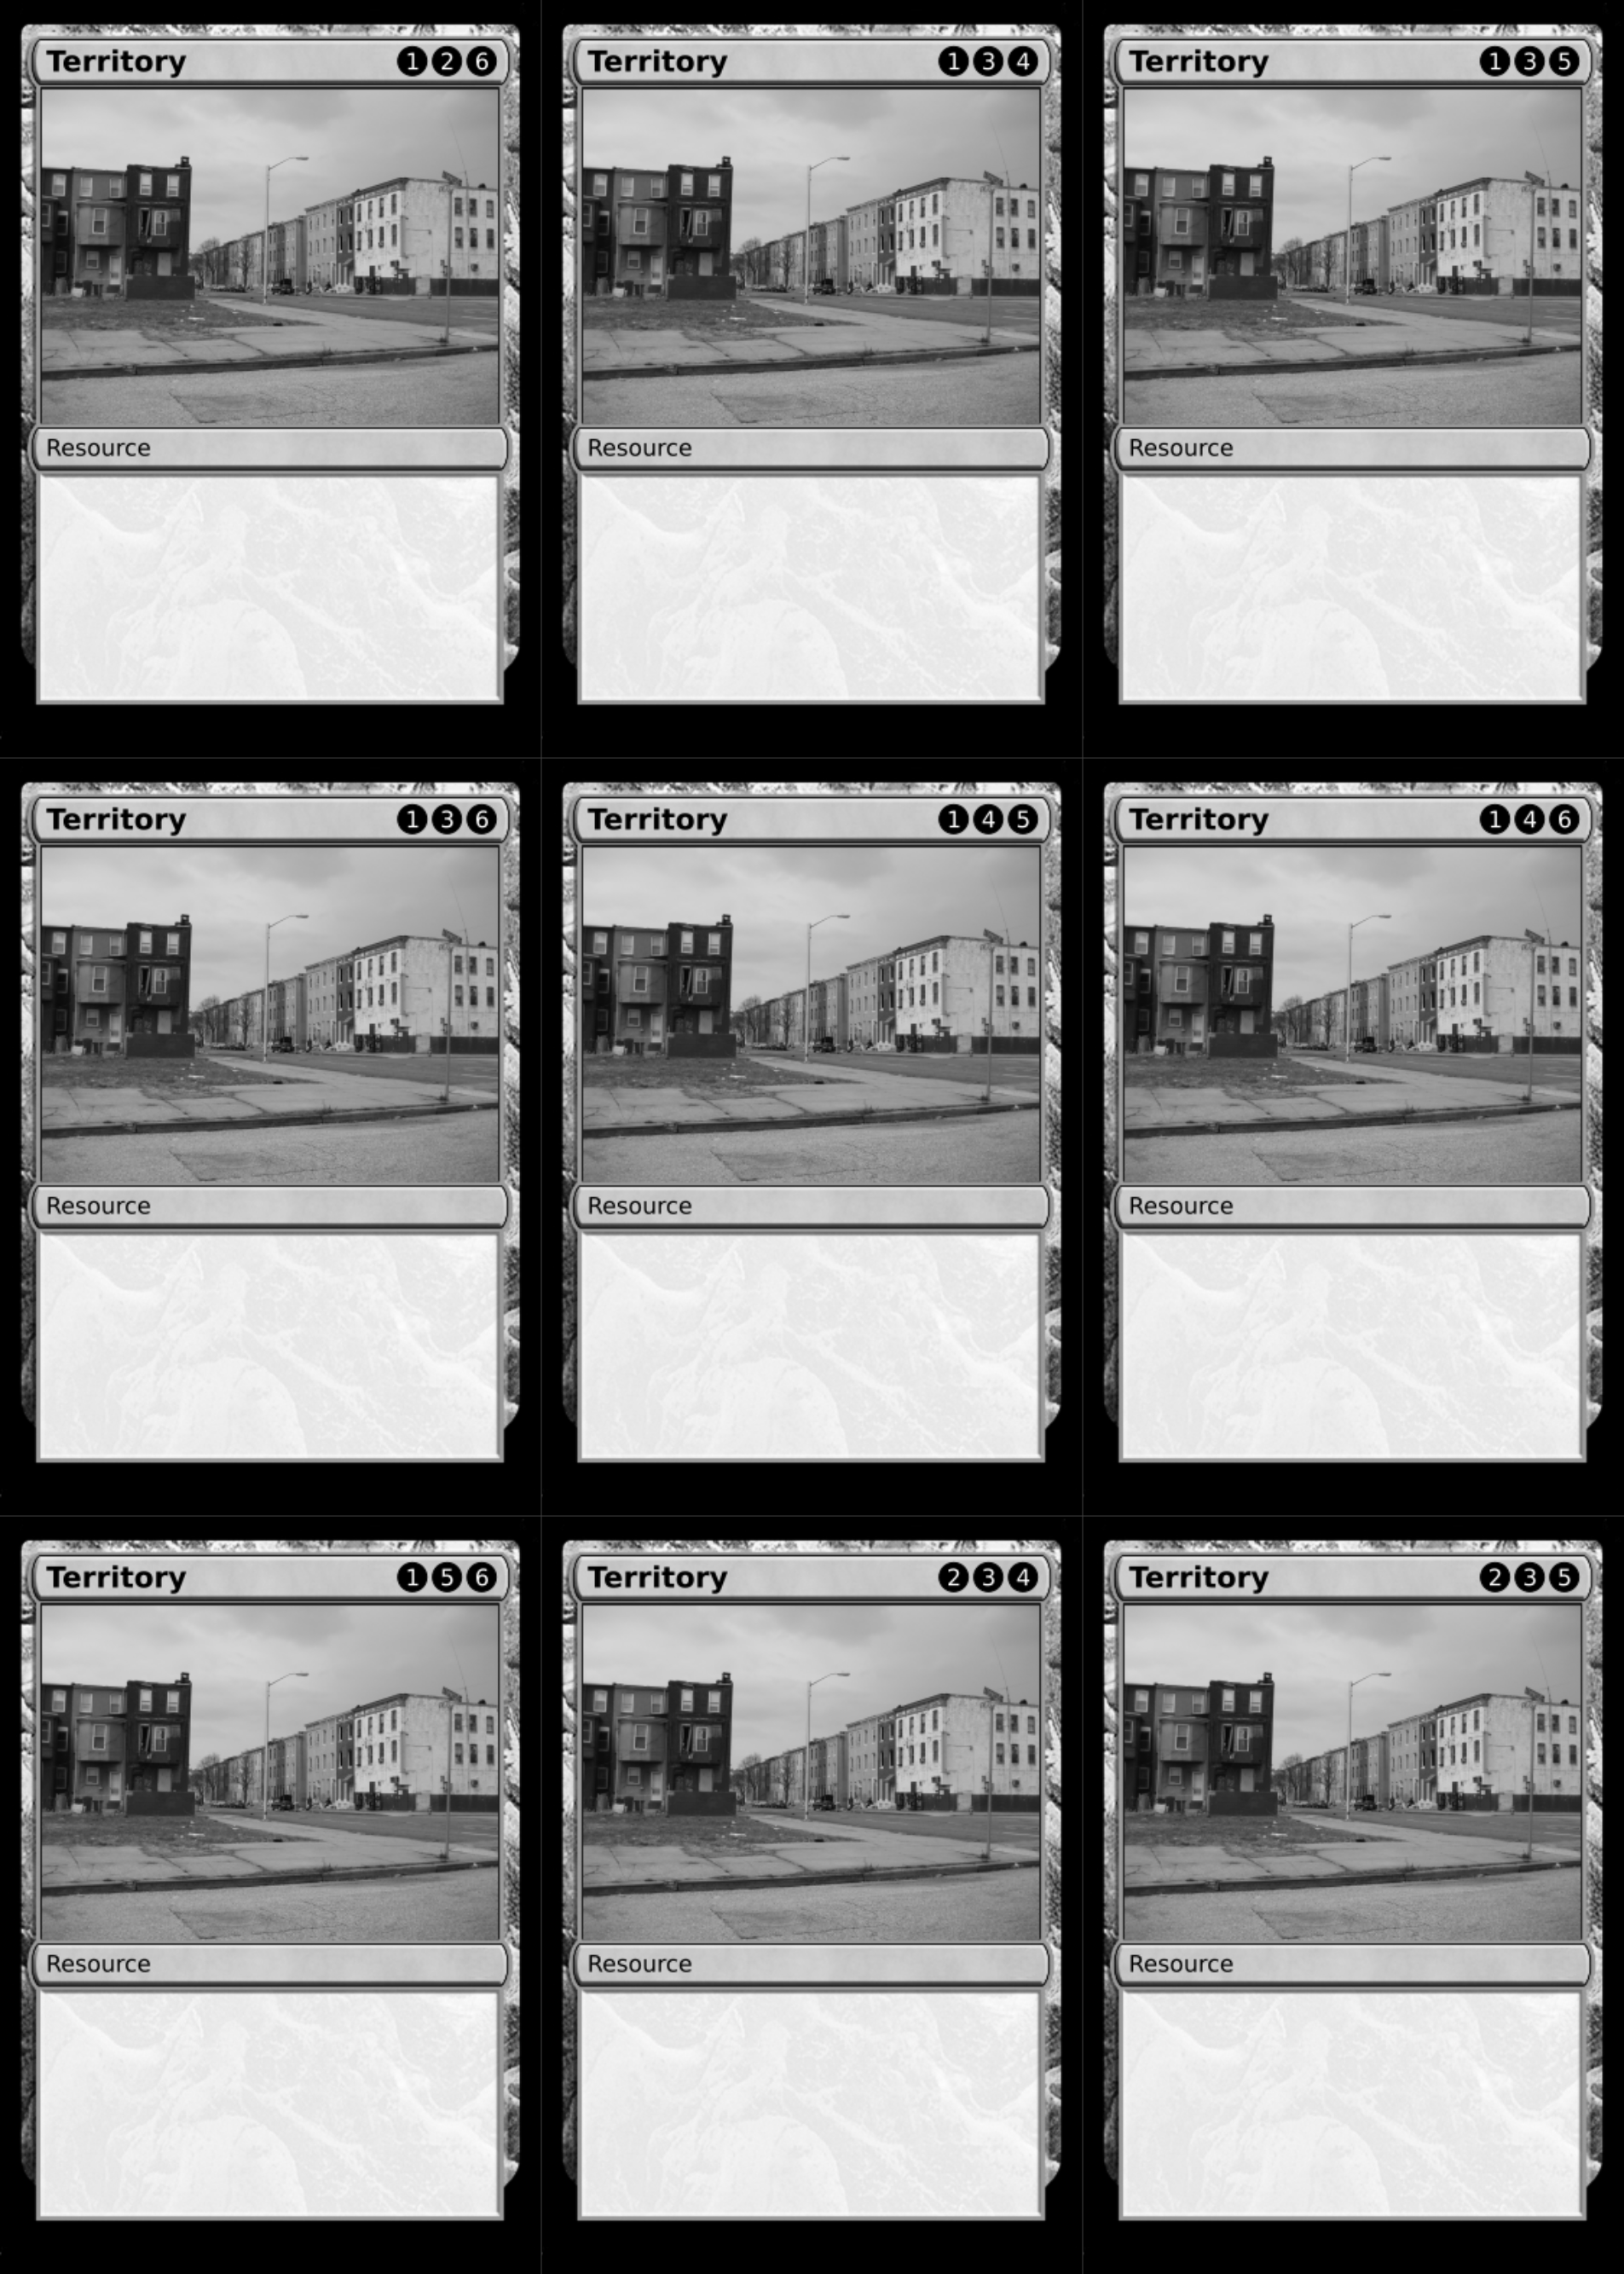 Territory 1 2 6
Territory 1 3 4
Territory 1 3 5
Resource
Resource
Resource
Territory 1 3 6
Territory 1 4 5
Territory 1 4 6
Resource
Resource
Resource
Territory 1 5 6
Territory 2 3 4
Territory 2 3 5
Resource
Resource
Resource